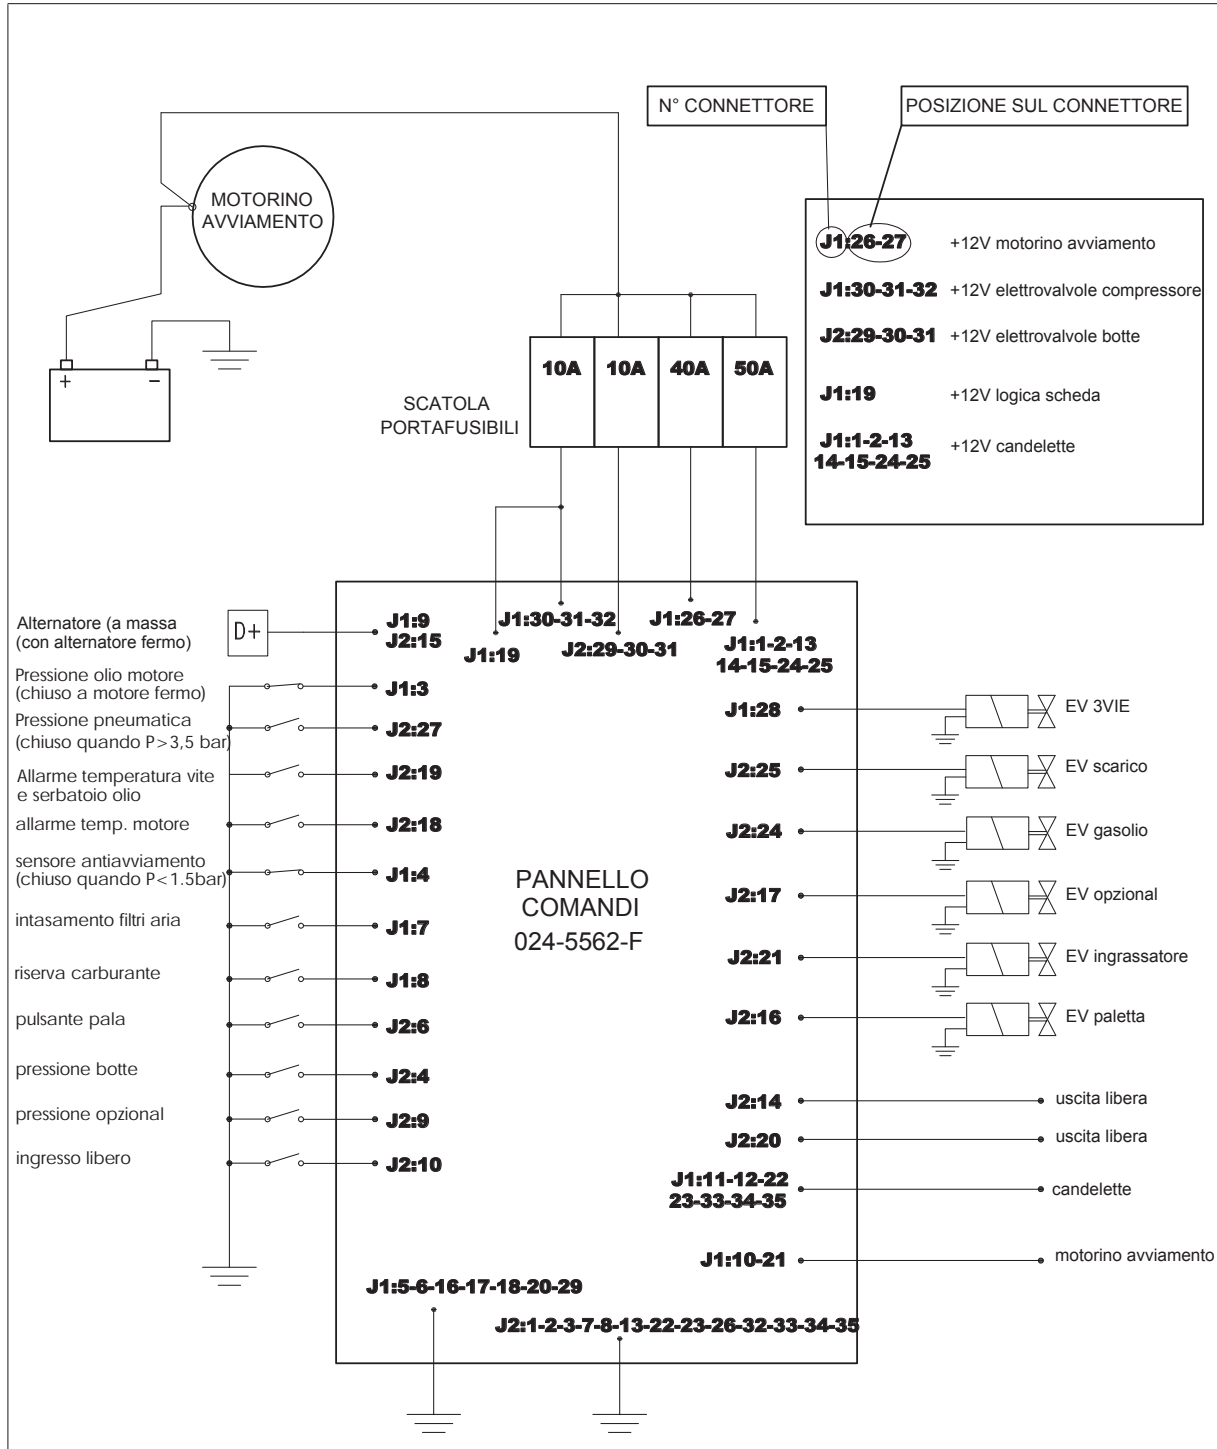 N° CONNETTORE
POSIZIONE SUL CONNETTORE
MOTORINO
AVVIAMENTO
J1:26-27 +12V motorino avviamento
J1:30-31-32 +12V elettrovalvole compressore
J2:29-30-31 +12V elettrovalvole botte
J1:19 +12V logica scheda
J1:1-2-13
14-15-24-25 +12V candelette
+ −
10A 10A 40A 50A
SCATOLA
PORTAFUSIBILI
Alternatore (a massa
(con alternatore fermo)
D+
J1:9
J2:15
J1:30-31-32
J1:26-27
J1:19
J2:29-30-31
J1:1-2-13
14-15-24-25
Pressione olio motore
(chiuso a motore fermo)
J1:3
Pressione pneumatica
(chiuso quando P>3,5 bar)
J2:27
Allarme temperatura vite
e serbatoio olio
J2:19
allarme temp. motore
J2:18
sensore antiavviamento
(chiuso quando P<1.5bar)
J1:4
intasamento filtri aria
J1:7
riserva carburante
J1:8
pulsante pala
J2:6
pressione botte
J2:4
pressione opzional
J2:9
ingresso libero
J2:10
PANNELLO
COMANDI
024-5562-F
J1:28 EV 3VIE
J2:25 EV scarico
J2:24 EV gasolio
J2:17 EV opzional
J2:21 EV ingrassatore
J2:16 EV paletta
J2:14 uscita libera
J2:20 uscita libera
J1:11-12-22
23-33-34-35 candelette
J1:10-21 motorino avviamento
J1:5-6-16-17-18-20-29
J2:1-2-3-7-8-13-22-23-26-32-33-34-35